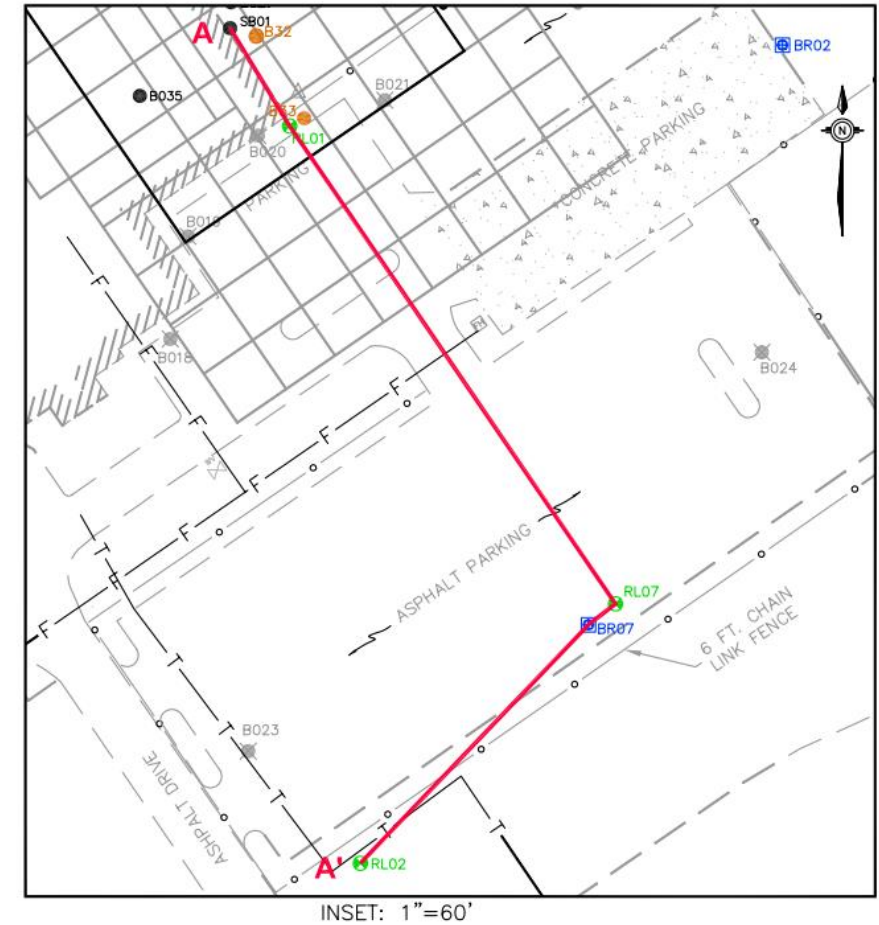 SB01
A
B32
BR02
B035
B021
N
B33
RL01
B020
PARKING
CONCRETE PARKING
B019
B018
B024
F
F
F
F
F
F
F
F
T
ASPHALT PARKING
RL07
BR07
6 FT. CHAIN
LINK FENCE
T
T
B023
ASHPALT DRIVE
T
T
A'
RL02
INSET: 1"=60'